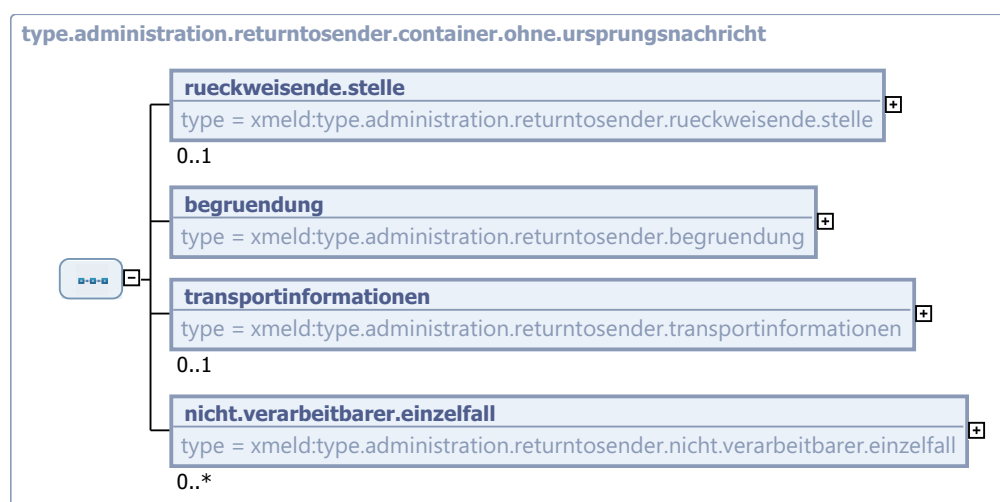 type.administration.returntosender.container.ohne.ursprungsnachricht
rueckweisende.stelle
type = xmeld:type.administration.returntosender.rueckweisende.stelle
0..1
begruendung
type = xmeld:type.administration.returntosender.begruendung
transportinformationen
type = xmeld:type.administration.returntosender.transportinformationen
0..1
nicht.verarbeitbarer.einzelfall
type = xmeld:type.administration.returntosender.nicht.verarbeitbarer.einzelfall
0..*